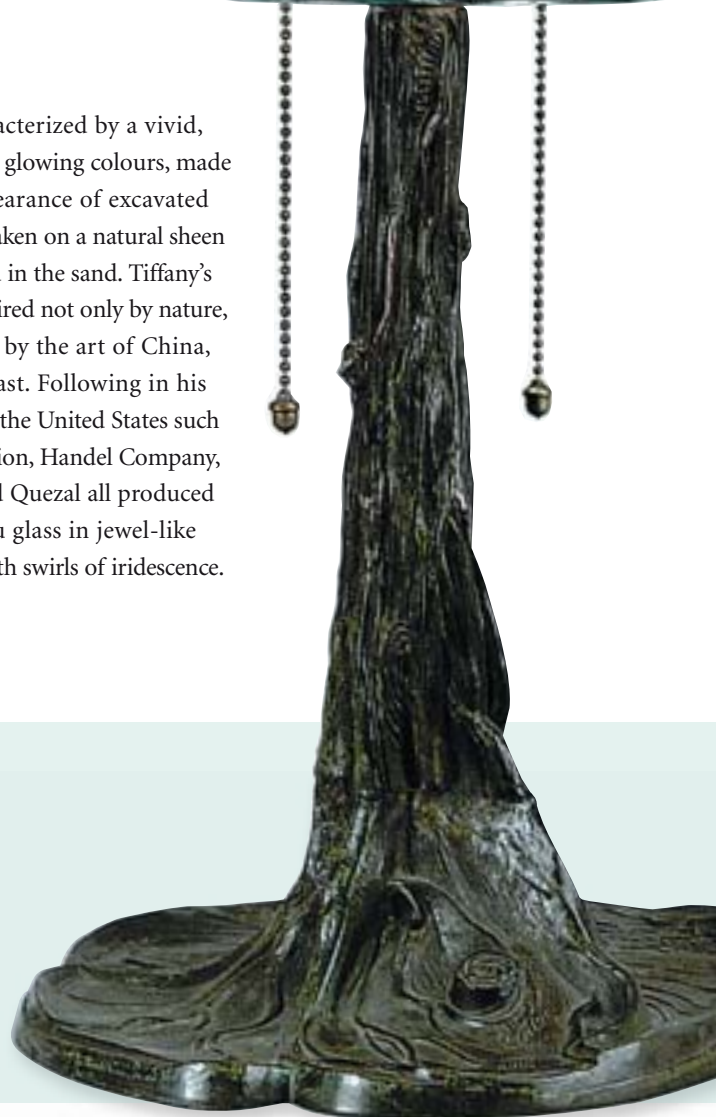 acterized by a vivid,
glowing colours, made
earance of excavated
aken on a natural sheen
in the sand. Tiffany’s
ired not only by nature,
by the art of China,
ast. Following in his
the United States such
ion, Handel Company,
Quezal all produced
glass in jewel-like
th swirls of iridescence.